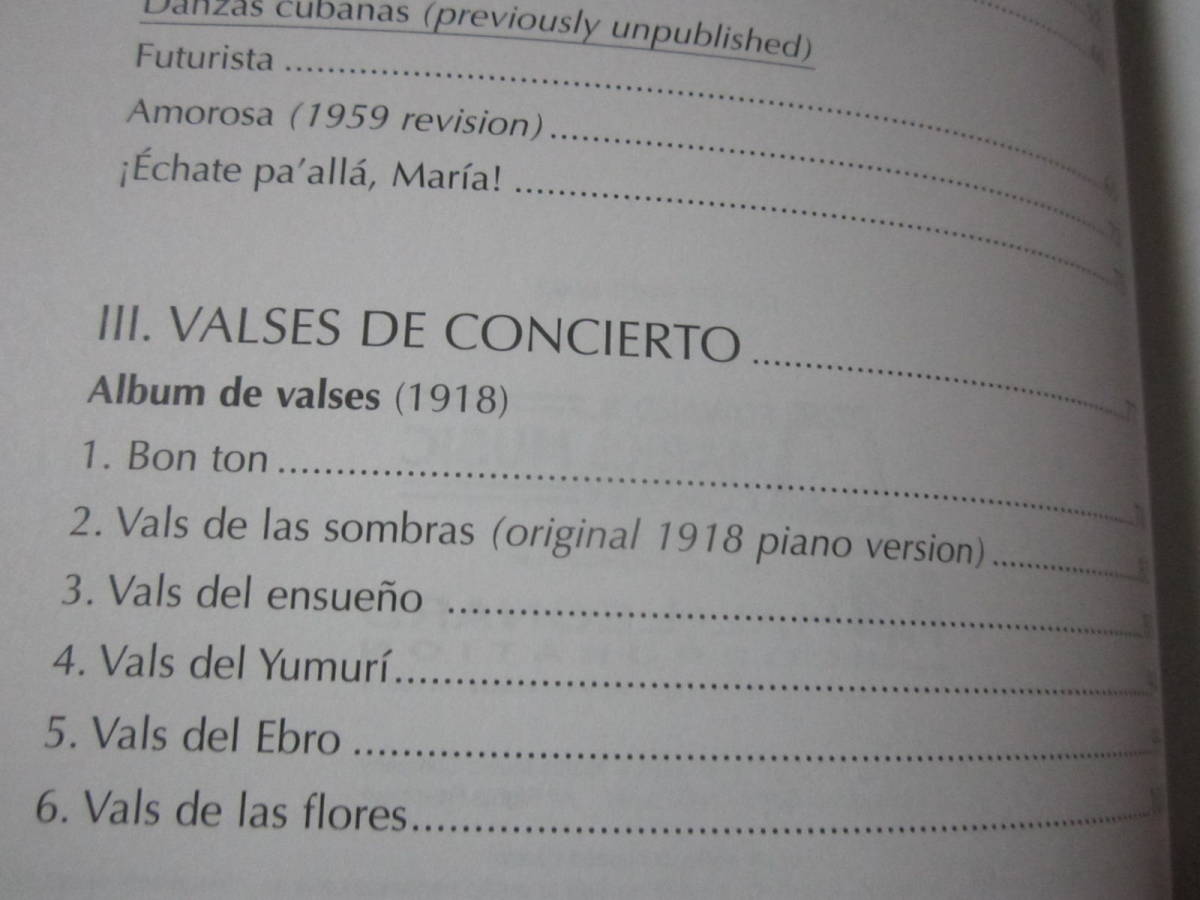 Danzas cubanas (previously unpublished)
Futurista
Amorosa (1959 revision)
¡Échate pa'allá, María!
III. VALSES DE CONCIERTO
Album de valses (1918)
1. Bon ton
2. Vals de las sombras (original 1918 piano version)
3. Vals del ensueño
4. Vals del Yumurí
5. Vals del Ebro
6. Vals de las flores